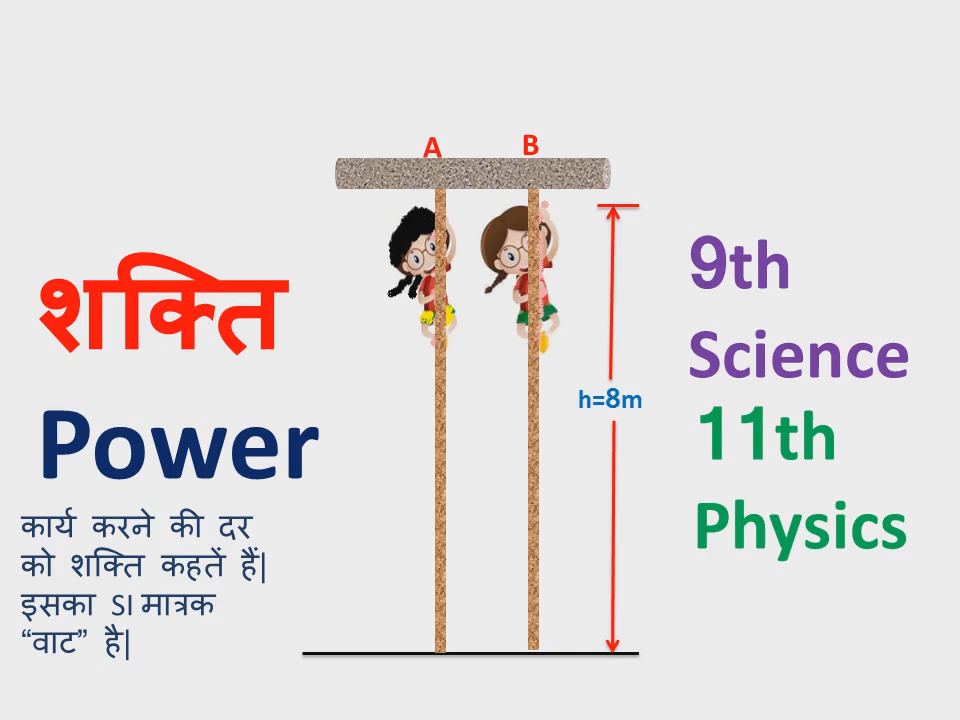 A B
शक्ति
Power
कार्य करने की दर
को शक्ति कहतें हैं|
इसका SI मात्रक
“वाट” है|
h=8m
9th
Science
11th
Physics